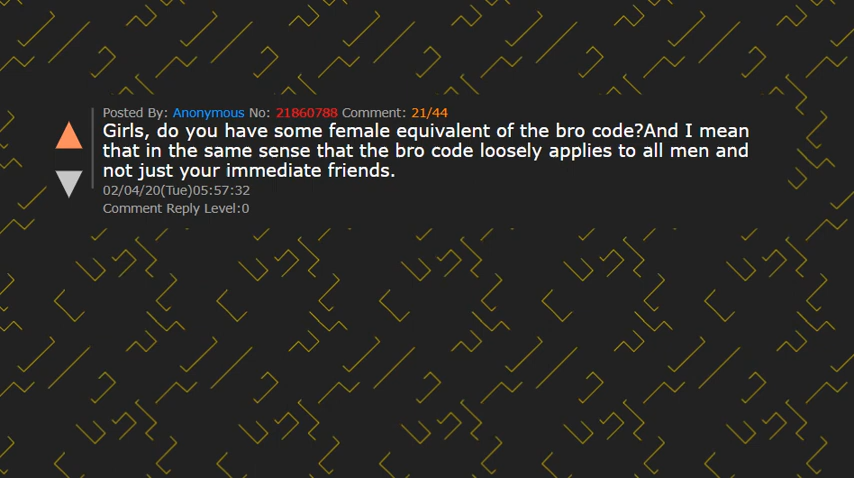 Posted By: Anonymous No: 21860788 Comment: 21/44
Girls, do you have some female equivalent of the bro code?And I mean
that in the same sense that the bro code loosely applies to all men and
not just your immediate friends.
02/04/20(Tue)05:57:32
Comment Reply Level:0